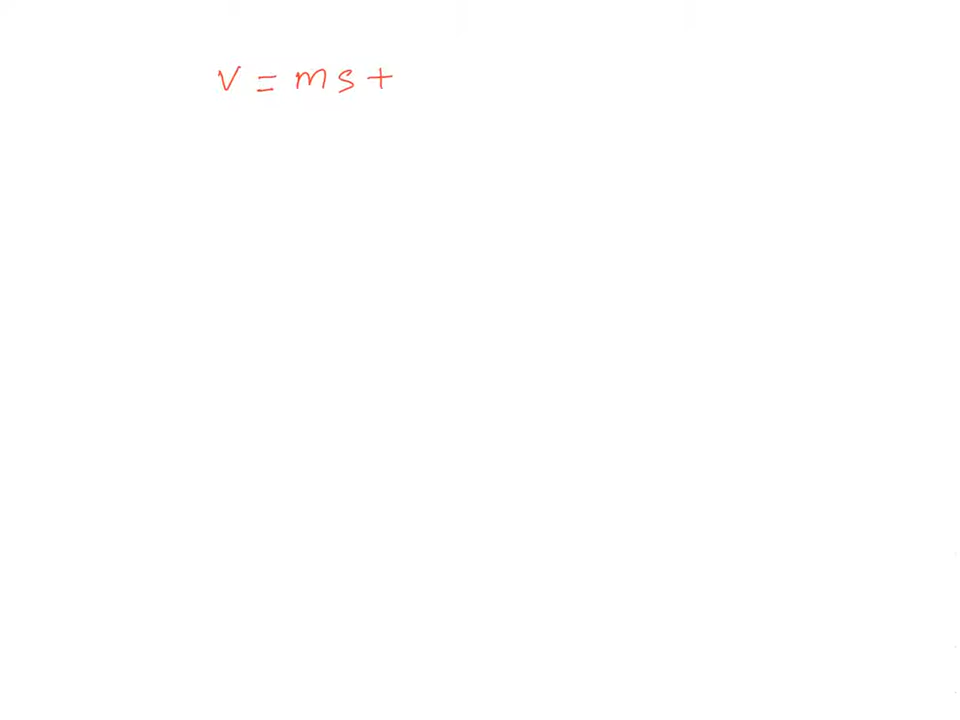 v = ms +